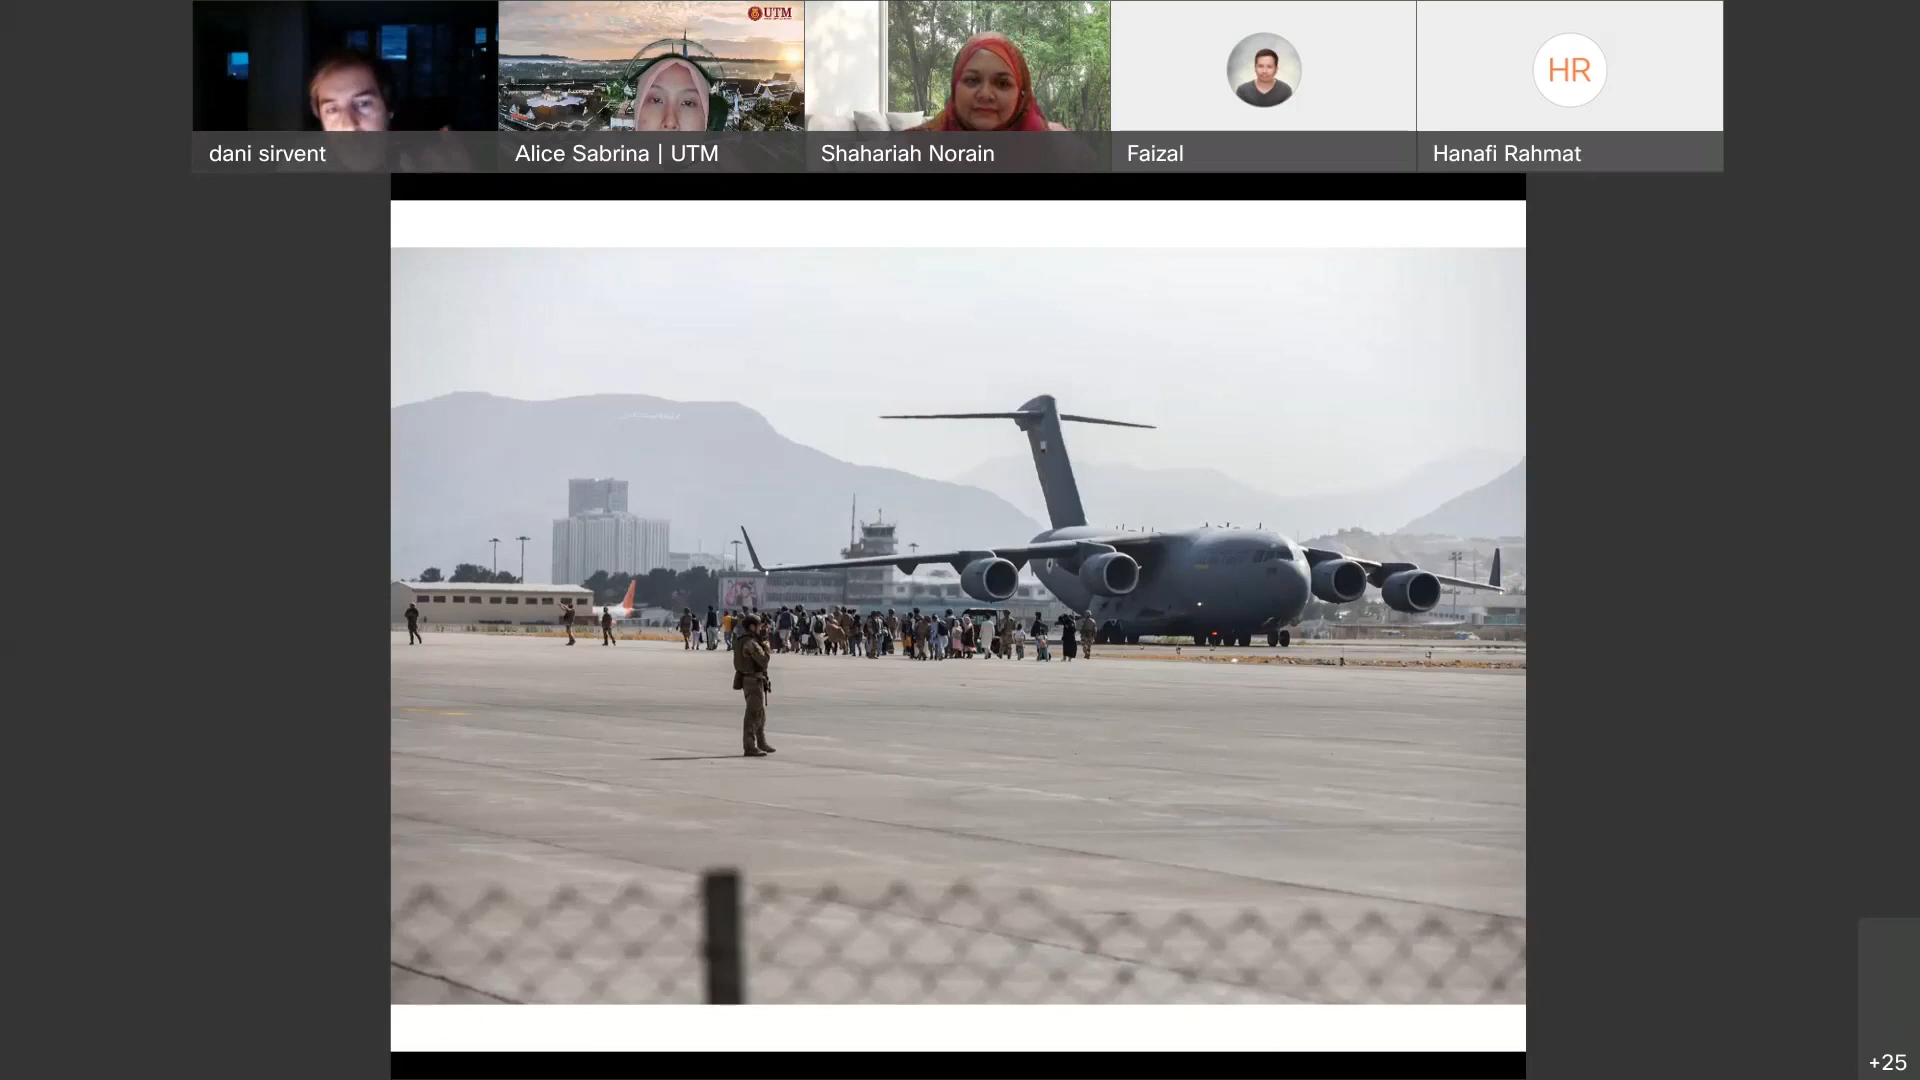 UTM
dani sirvent
Alice Sabrina | UTM
Shahariah Norain
Faizal
HR
Hanafi Rahmat
+25